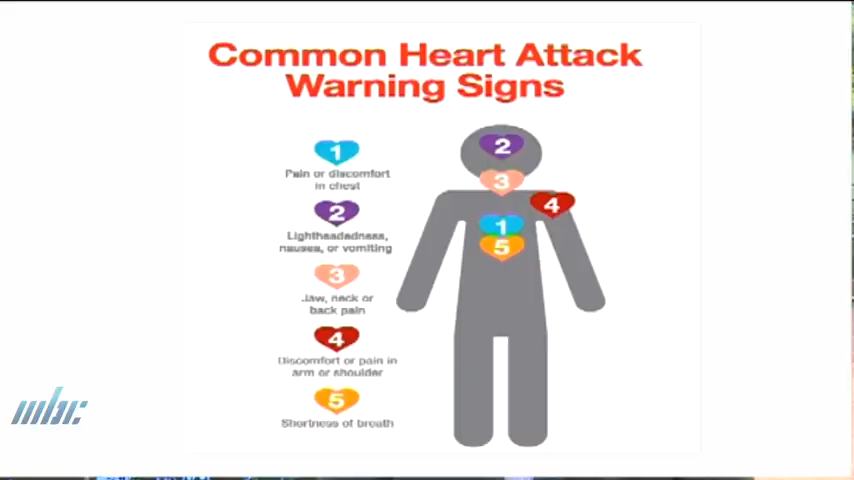 Common Heart Attack
Warning Signs
1
Pain or discomfort
in chest
2
Lightheadedness,
nausea, or vomiting
3
Jaw, neck or
back pain
4
Discomfort or pain in
arm or shoulder
5
Shortness of breath
2
3
4
1
5
mbc